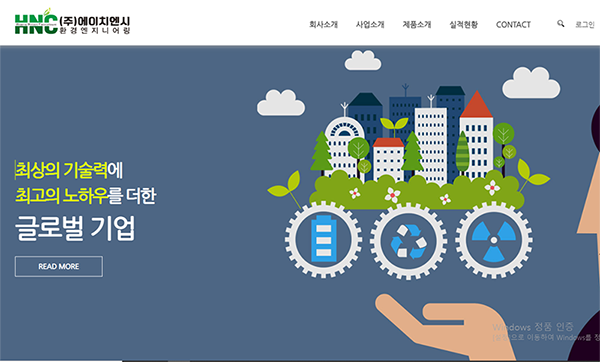 HNC (주)에이치엔시
환경엔지니어링
회사소개 사업소개 제품소개 실적현황 CONTACT 로그인
최상의 기술력에
최고의 노하우를 더한
글로벌 기업
READ MORE
Windows 정품 인증
으로 이동하여 Windows를 정